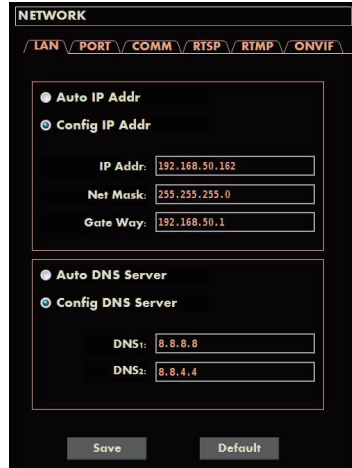 NETWORK
LAN PORT COMM RTSP RTMP ONVIF
Auto IP Addr
Config IP Addr
IP Addr: 192.168.50.162
Net Mask: 255.255.255.0
Gate Way: 192.168.50.1
Auto DNS Server
Config DNS Server
DNS1: 8.8.8.8
DNS2: 8.8.4.4
Save Default